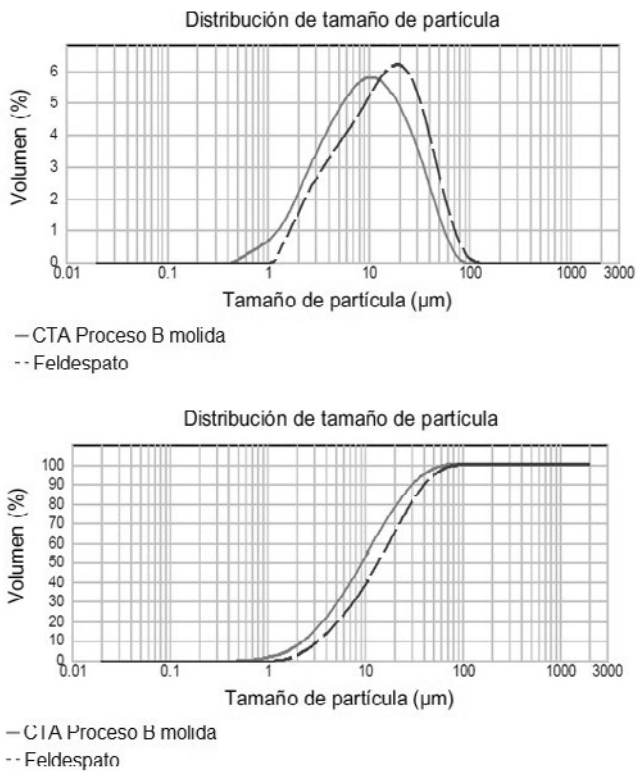 Distribución de tamaño de partícula
6
5
4
3
2
1
0
Volumen (%)
0.01 0.1 1 10 100 1000 3000
Tamaño de partícula (µm)
— CTA Proceso B molida
-- Feldespato
Distribución de tamaño de partícula
100
90
80
70
60
50
40
30
20
10
0
Volumen (%)
0.01 0.1 1 10 100 1000 3000
Tamaño de partícula (µm)
— CTA Proceso B molida
-- Feldespato